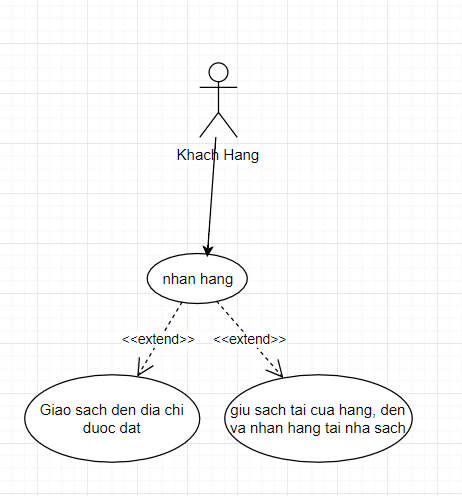 Khach Hang
nhan hang
<<extend>>
<<extend>>
Giao sach den dia chi
duoc dat
giu sach tai cua hang, den
va nhan hang tai nha sach